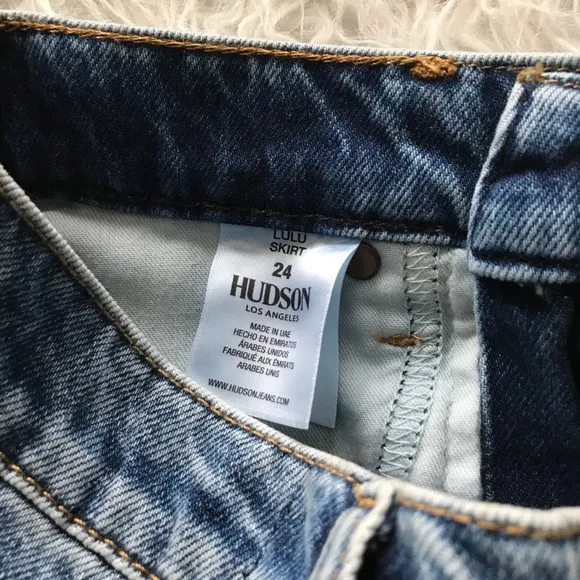 LULU
SKIRT
24
HUDSON
LOS ANGELES
MADE IN UAE
HECHO EN EMIRATOS
ÁRABES UNIDOS
FABRIQUÉ AUX EMIRATS
ARABES UNIS
WWW.HUDSONJEANS.COM